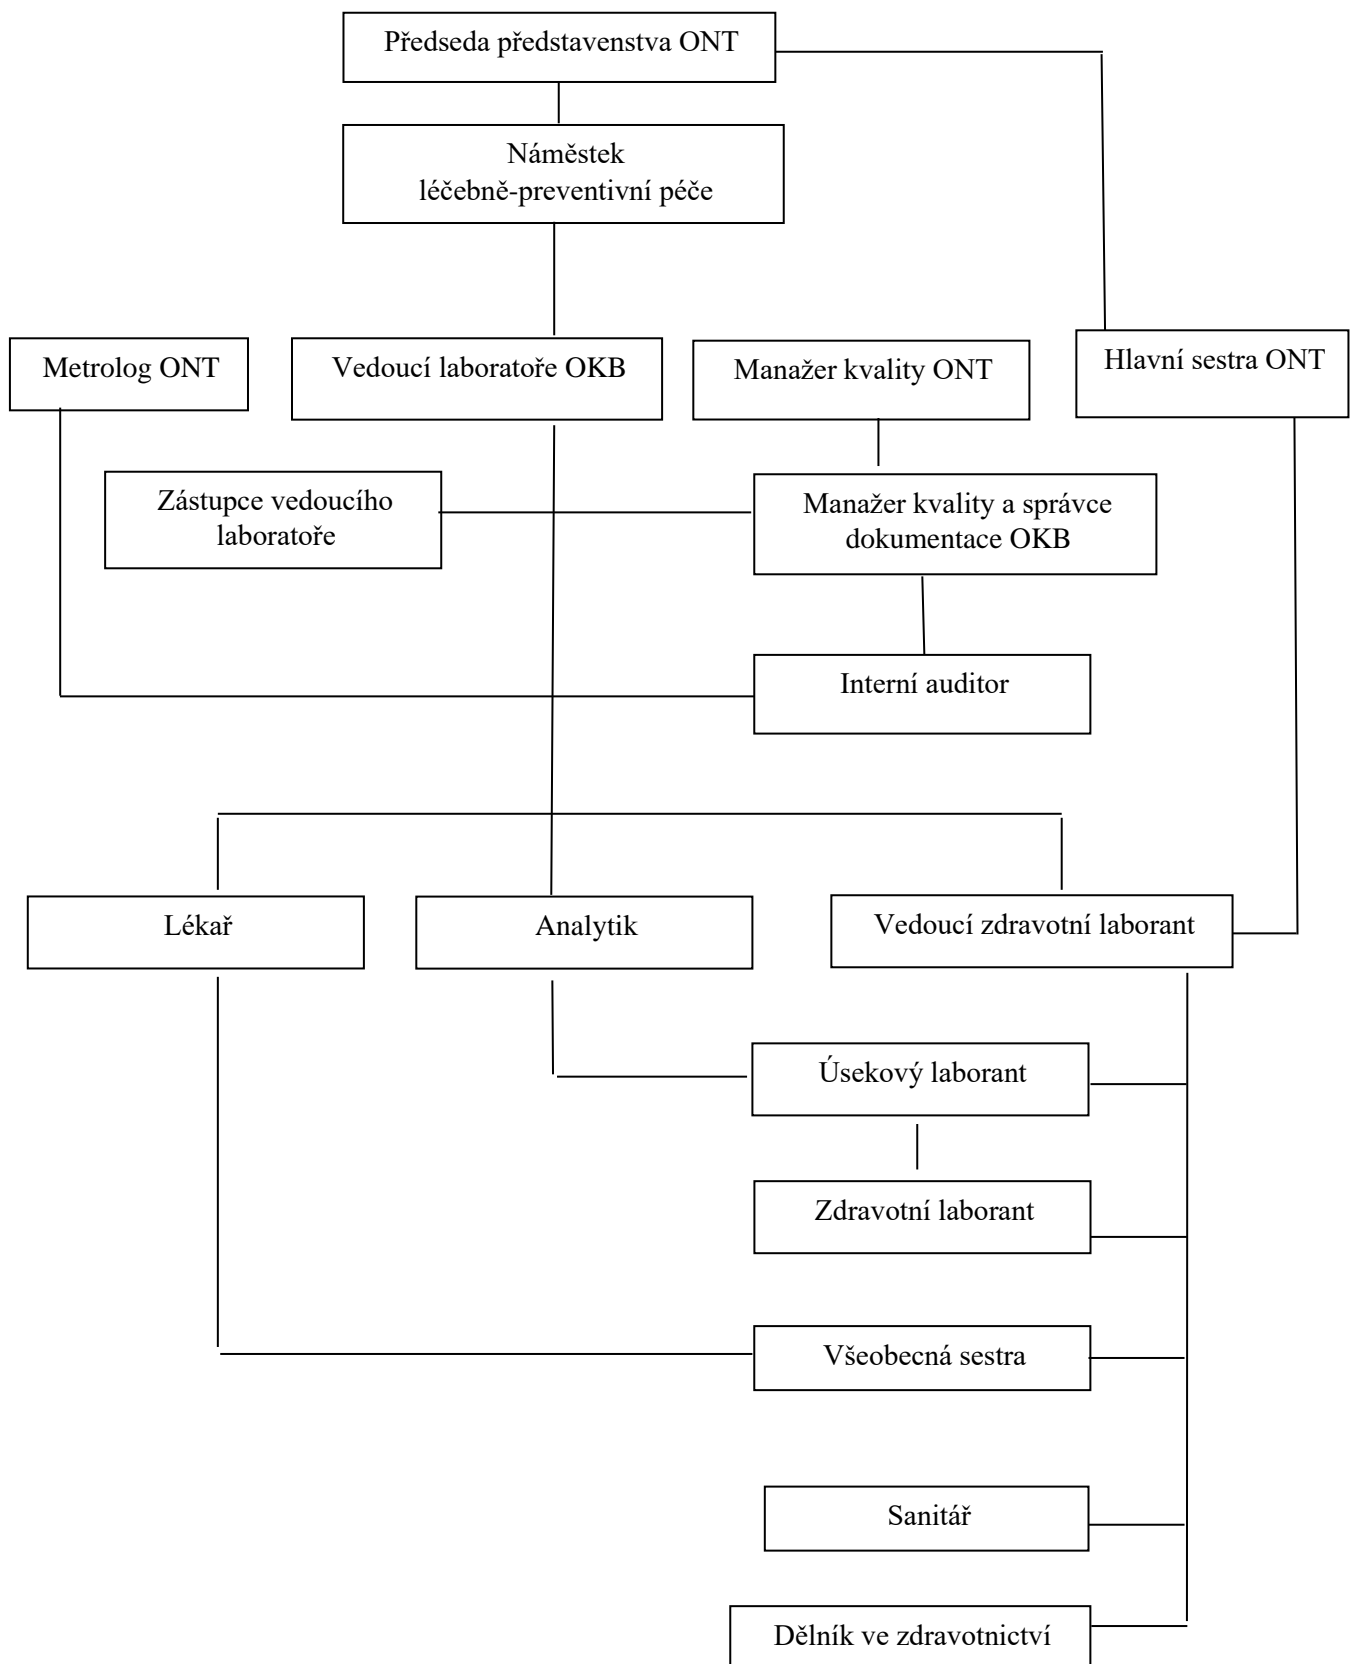 Předseda představenstva ONT
Náměstek
léčebně-preventivní péče
Metrolog ONT
Vedoucí laboratoře OKB
Manažer kvality ONT
Hlavní sestra ONT
Zástupce vedoucího
laboratoře
Manažer kvality a správce
dokumentace OKB
Interní auditor
Lékař
Analytik
Vedoucí zdravotní laborant
Úsekový laborant
Zdravotní laborant
Všeobecná sestra
Sanitář
Dělník ve zdravotnictví